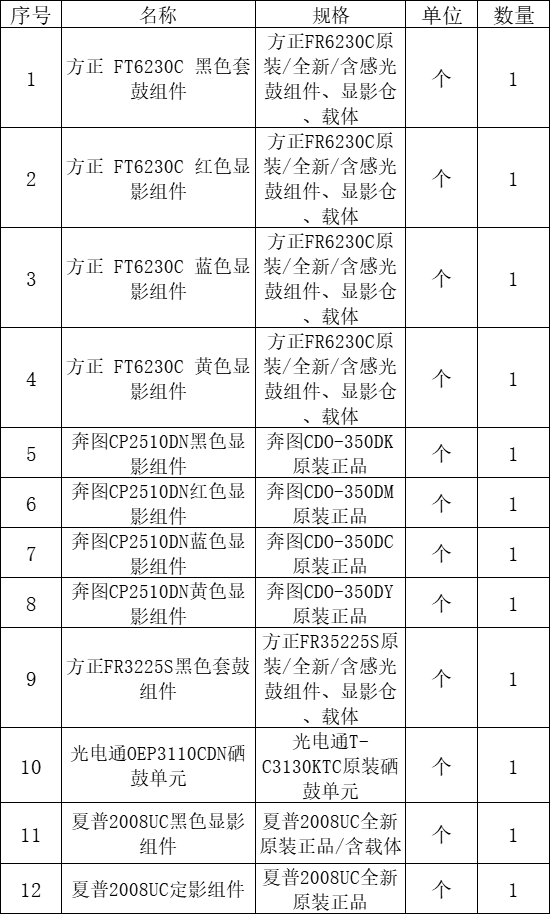 序号 名称 规格 单位 数量
1 方正 FT6230C 黑色套鼓组件 方正FR6230C原装/全新/含感光鼓组件、显影仓、载体 个 1
2 方正 FT6230C 红色显影组件 方正FR6230C原装/全新/含感光鼓组件、显影仓、载体 个 1
3 方正 FT6230C 蓝色显影组件 方正FR6230C原装/全新/含感光鼓组件、显影仓、载体 个 1
4 方正 FT6230C 黄色显影组件 方正FR6230C原装/全新/含感光鼓组件、显影仓、载体 个 1
5 奔图CP2510DN黑色显影组件 奔图CDO-350DK原装正品 个 1
6 奔图CP2510DN红色显影组件 奔图CDO-350DM原装正品 个 1
7 奔图CP2510DN蓝色显影组件 奔图CDO-350DC原装正品 个 1
8 奔图CP2510DN黄色显影组件 奔图CDO-350DY原装正品 个 1
9 方正FR3225S黑色套鼓组件 方正FR35225S原装/全新/含感光鼓组件、显影仓、载体 个 1
10 光电通OEP3110CDN硒鼓单元 光电通T-C3130KTC原装硒鼓单元 个 1
11 夏普2008UC黑色显影组件 夏普2008UC全新原装正品/含载体 个 1
12 夏普2008UC定影组件 夏普2008UC全新原装正品 个 1